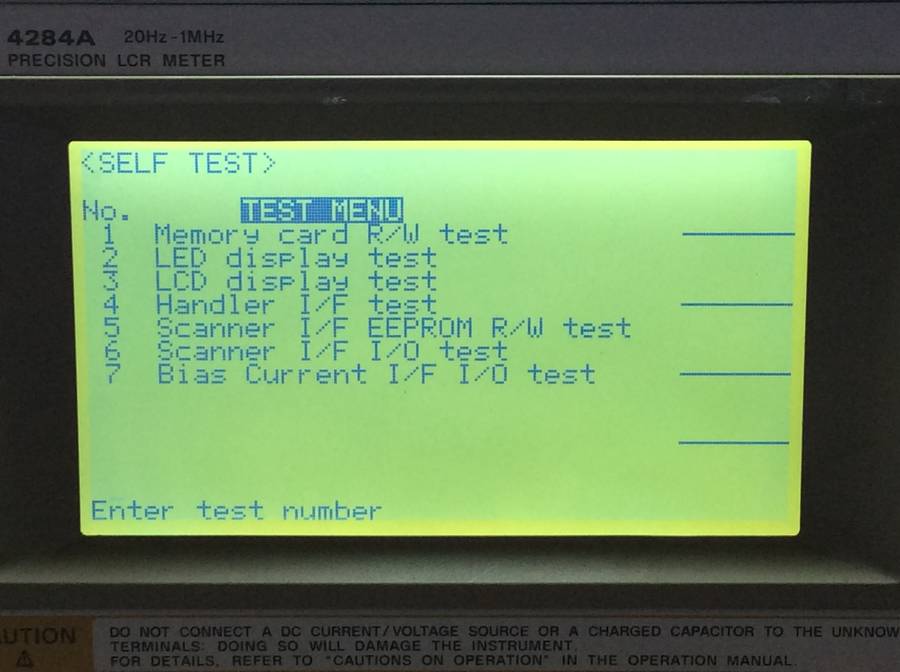 4284A 20Hz-1MHz
PRECISION LCR METER
<SELF TEST>
No. TEST MENU
1 Memory card R/W test
2 LED display test
3 LCD display test
4 Handler I/F test
5 Scanner I/F EEPROM R/W test
6 Scanner I/F I/O test
7 Bias Current I/F I/O test
Enter test number
DO NOT CONNECT A DC CURRENT/VOLTAGE SOURCE OR A CHARGED CAPACITOR TO THE UNKNOW
TERMINALS: DOING SO WILL DAMAGE THE INSTRUMENT.
FOR DETAILS, REFER TO "CAUTIONS ON OPERATION" IN THE OPERATION MANUAL